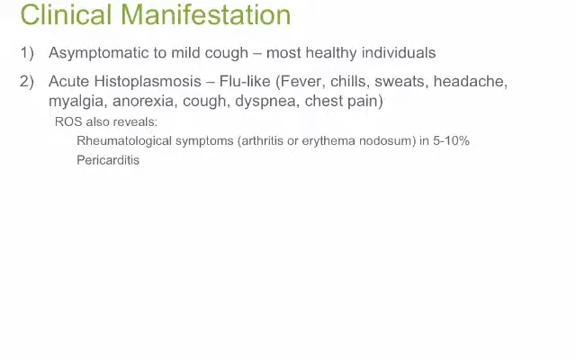 Clinical Manifestation
1) Asymptomatic to mild cough – most healthy individuals
2) Acute Histoplasmosis – Flu-like (Fever, chills, sweats, headache,
myalgia, anorexia, cough, dyspnea, chest pain)
ROS also reveals:
Rheumatological symptoms (arthritis or erythema nodosum) in 5-10%
Pericarditis